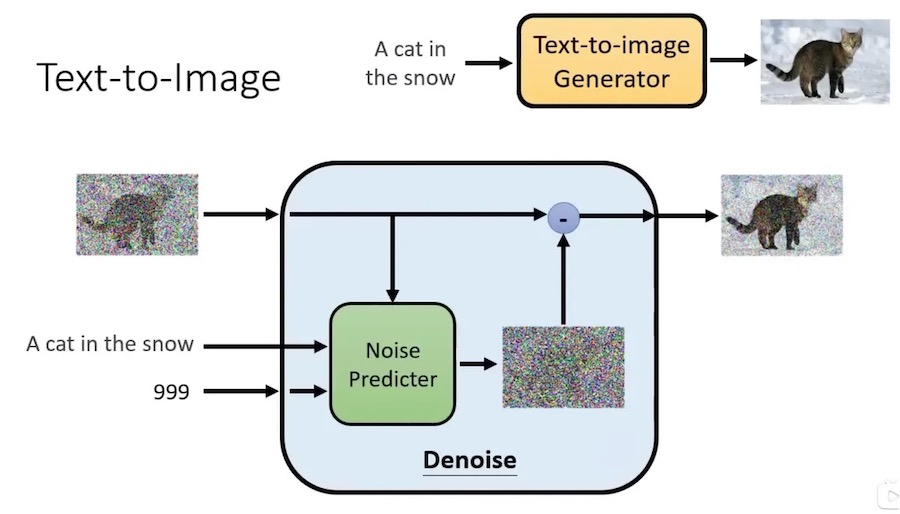 Text-to-Image
A cat in
the snow
Text-to-image
Generator
A cat in the snow
999
Noise
Predicter
-
Denoise